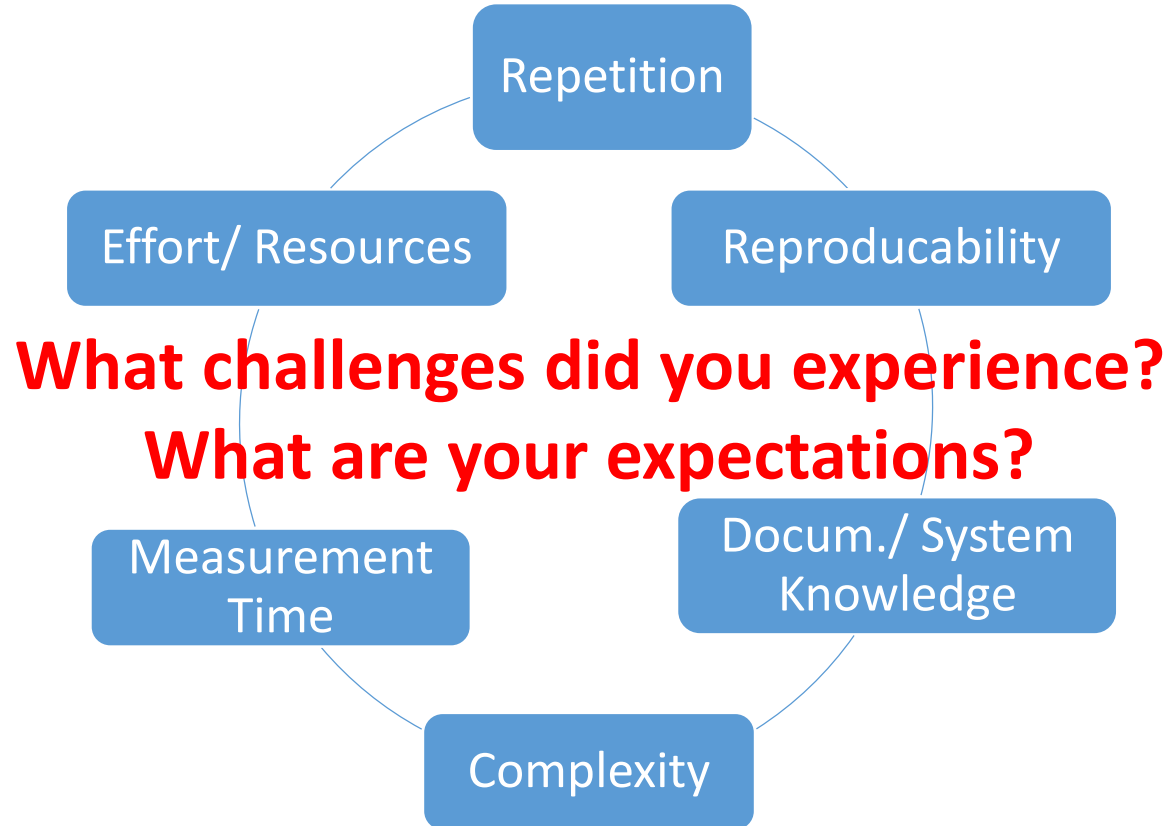 Repetition
Effort/ Resources
Reproducability
What challenges did you experience?
What are your expectations?
Measurement
Time
Docum./ System
Knowledge
Complexity